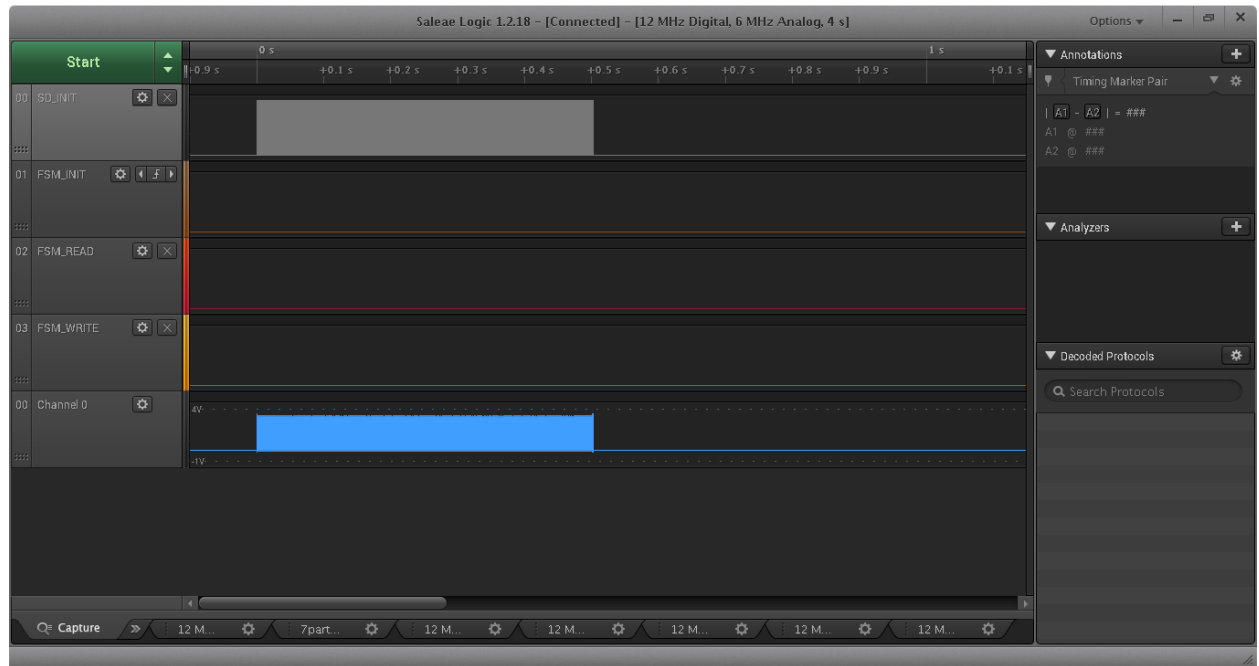 Saleae Logic 1.2.18 - [Connected] - [12 MHz Digital, 6 MHz Analog, 4 s]
Options
Start
0 s
1 s
+0.9 s
+0.1 s
+0.2 s
+0.3 s
+0.4 s
+0.5 s
+0.6 s
+0.7 s
+0.8 s
+0.9 s
+0.1 s
00 SD_INIT
01 FSM_INIT
02 FSM_READ
03 FSM_WRITE
00 Channel 0
4V
-1V
Annotations
Timing Marker Pair
| A1 - A2 | = ###
A1 @ ###
A2 @ ###
Analyzers
Decoded Protocols
Search Protocols
Capture
12 M...
7part...
12 M...
12 M...
12 M...
12 M...
12 M...